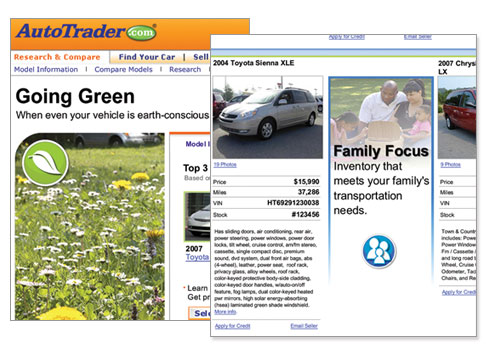 AutoTrader.com
Research & Compare | Find Your Car | Sell
Model Information | Compare Models | Research |
Going Green
When even your vehicle is earth-conscious
Model I
Top 3
Based o
2007
Toyota
• Learn
Get pr
Sele
Apply for Credit Email Seller
2004 Toyota Sienna XLE
19 Photos
Price $15,990
Miles 37,286
VIN HT69291230038
Stock #123456
Has sliding doors, air conditioning, rear air,
power steering, power windows, power door
locks, tilt wheel, cruise control, am/fm stereo,
cassette, single compact disc, premium
sound, dvd system, dual front air bags, abs
(4-wheel), leather, power seat, roof rack,
privacy glass, alloy wheels, roof rack,
color-keyed protective body-side cladding,
color-keyed door handles, w/auto-on/off
feature, fog lamps, dual color-keyed heated
pwr mirrors, high solar energy-absorbing
(hsea) laminated green shade windshield.
More info.
Apply for Credit Email Seller
Family Focus
Inventory that
meets your family's
transportation
needs.
2007 Chrys
LX
9 Photos
Price
Miles
VIN
Stock
Town & Country
includes: Powe
Power Window
Fm / Cassette /
and long road t
Wheel, Cruise
Odometer, Tac
Chairs, and Re
Apply for Credi